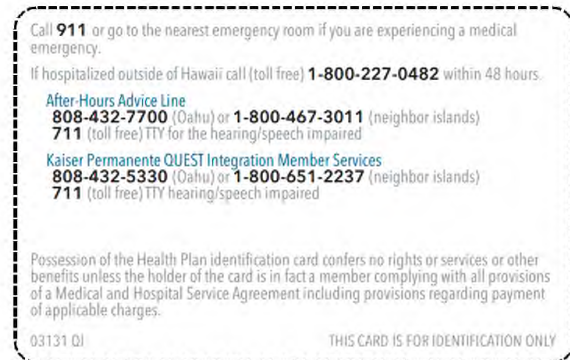 Call 911 or go to the nearest emergency room if you are experiencing a medical
emergency.
If hospitalized outside of Hawaii call (toll free) 1-800-227-0482 within 48 hours.
After-Hours Advice Line
808-432-7700 (Oahu) or 1-800-467-3011 (neighbor islands)
711 (toll free) TTY for the hearing/speech impaired
Kaiser Permanente QUEST Integration Member Services
808-432-5330 (Oahu) or 1-800-651-2237 (neighbor islands)
711 (toll free) TTY hearing/speech impaired
Possession of the Health Plan identification card confers no rights or services or other
benefits unless the holder of the card is in fact a member complying with all provisions
of a Medical and Hospital Service Agreement including provisions regarding payment
of applicable charges.
03131 QI THIS CARD IS FOR IDENTIFICATION ONLY